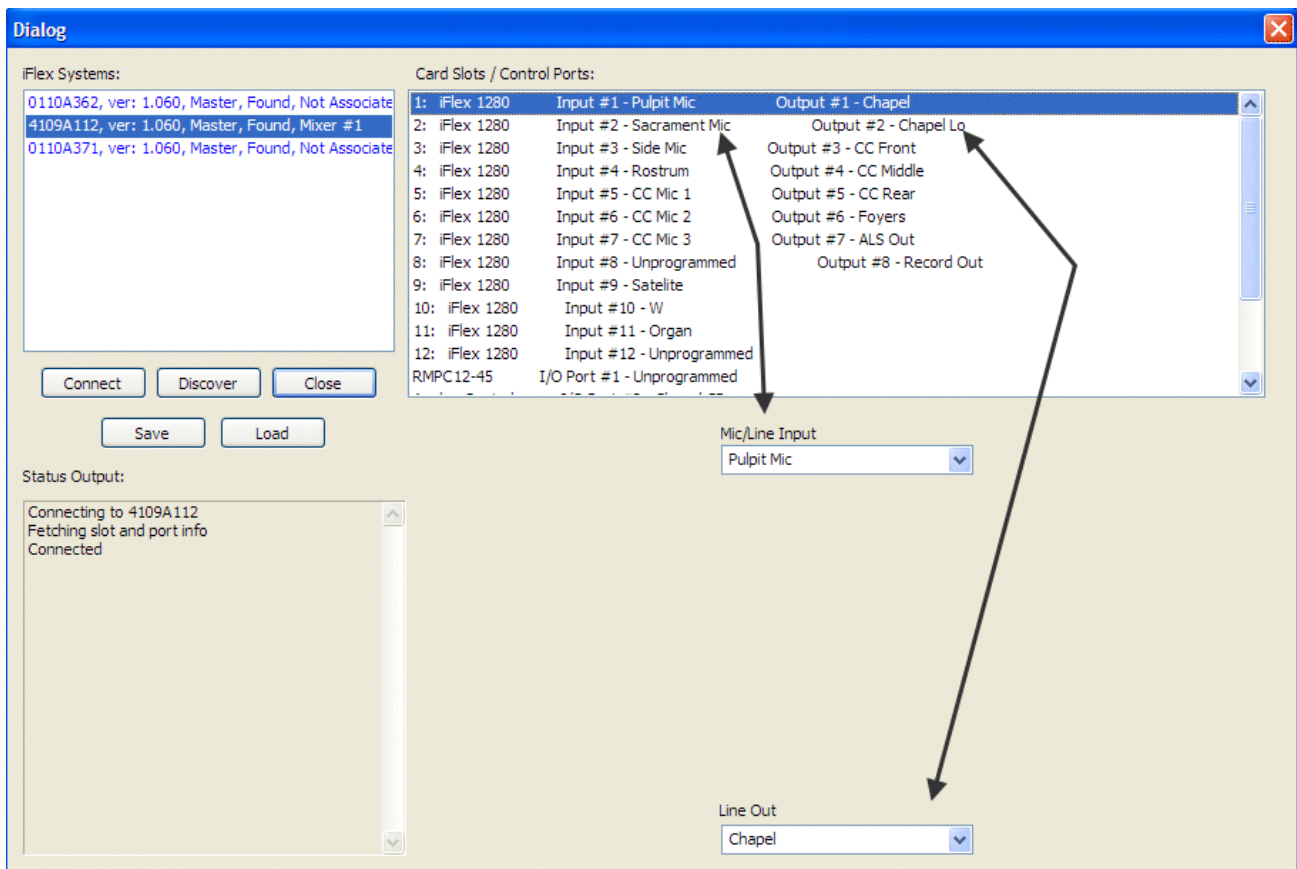 Dialog
iFlex Systems:
0110A362, ver: 1.060, Master, Found, Not Associate
4109A112, ver: 1.060, Master, Found, Mixer #1
0110A371, ver: 1.060, Master, Found, Not Associate
Connect Discover Close
Save Load
Status Output:
Connecting to 4109A112
Fetching slot and port info
Connected
Card Slots / Control Ports:
1: iFlex 1280 Input #1 - Pulpit Mic Output #1 - Chapel
2: iFlex 1280 Input #2 - Sacrament Mic Output #2 - Chapel Lo
3: iFlex 1280 Input #3 - Side Mic Output #3 - CC Front
4: iFlex 1280 Input #4 - Rostrum Output #4 - CC Middle
5: iFlex 1280 Input #5 - CC Mic 1 Output #5 - CC Rear
6: iFlex 1280 Input #6 - CC Mic 2 Output #6 - Foyers
7: iFlex 1280 Input #7 - CC Mic 3 Output #7 - ALS Out
8: iFlex 1280 Input #8 - Unprogrammed Output #8 - Record Out
9: iFlex 1280 Input #9 - Satelite
10: iFlex 1280 Input #10 - W
11: iFlex 1280 Input #11 - Organ
12: iFlex 1280 Input #12 - Unprogrammed
RMPC12-45 I/O Port #1 - Unprogrammed
Mic/Line Input
Pulpit Mic
Line Out
Chapel